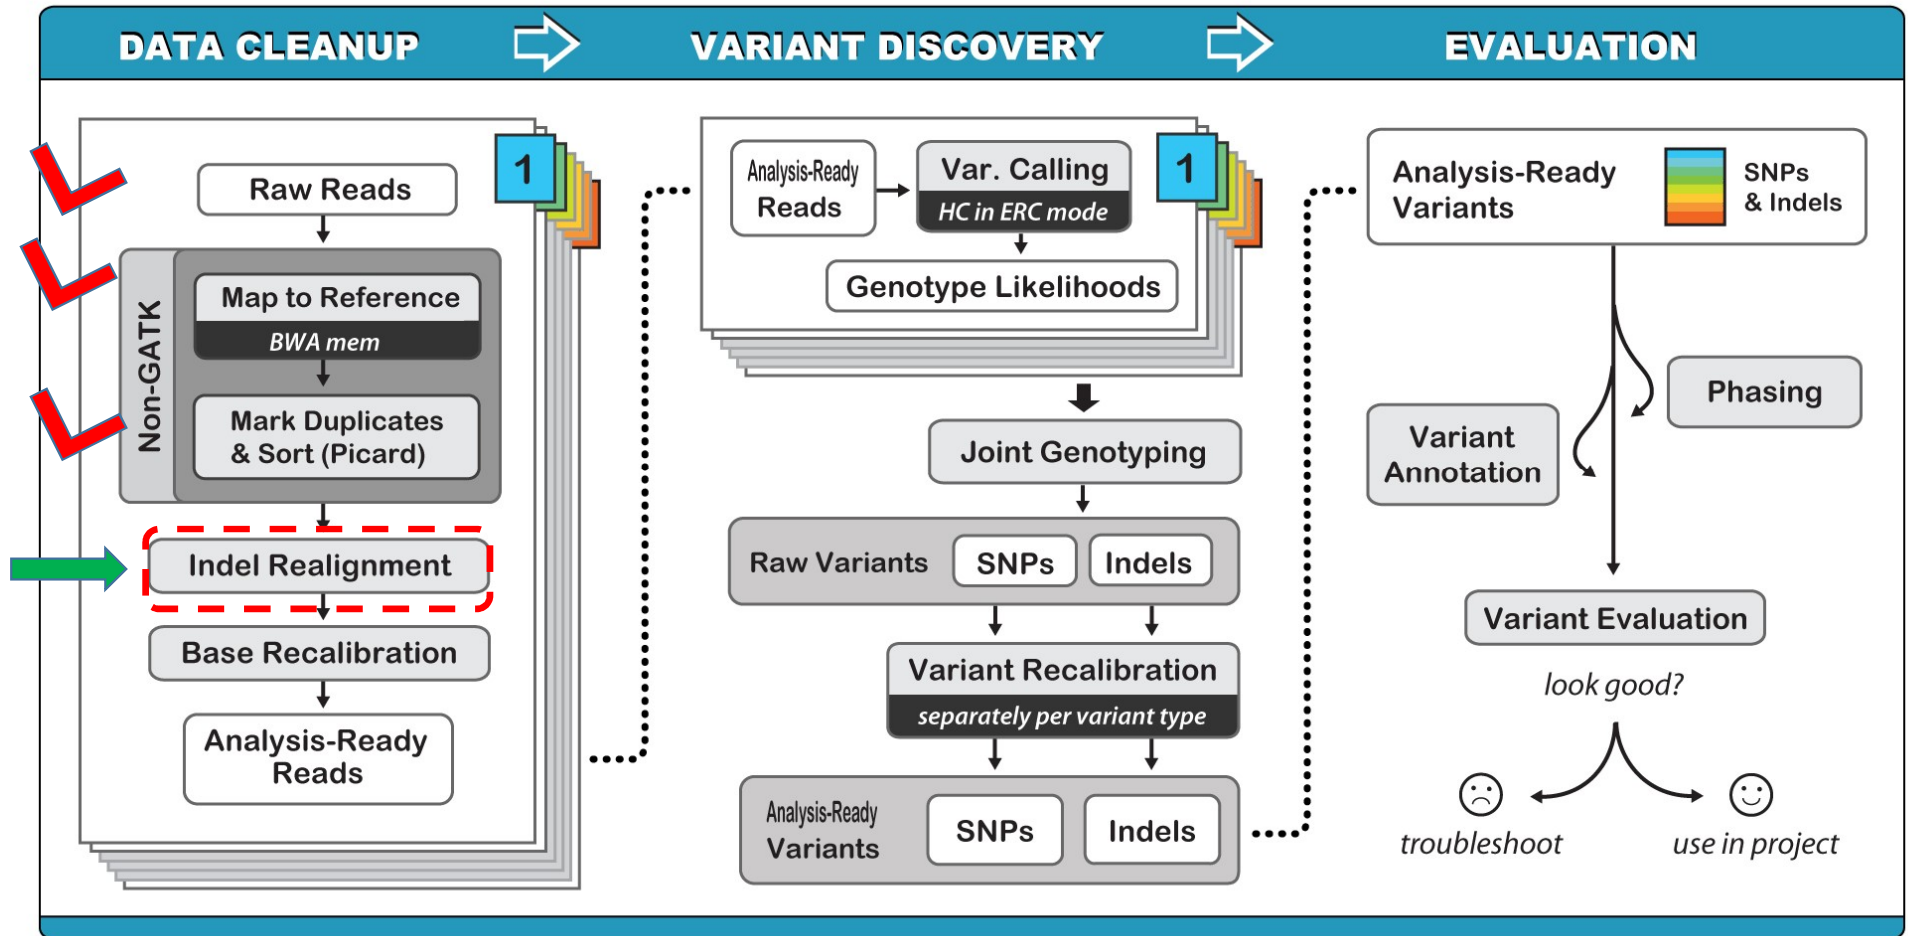 DATA CLEANUP
VARIANT DISCOVERY
EVALUATION
1
Raw Reads
Non-GATK
Map to Reference
BWA mem
Mark Duplicates
& Sort (Picard)
Indel Realignment
Base Recalibration
Analysis-Ready
Reads
Analysis-Ready
Reads
Var. Calling
HC in ERC mode
1
Genotype Likelihoods
Joint Genotyping
Raw Variants
SNPs
Indels
Variant Recalibration
separately per variant type
Analysis-Ready
Variants
SNPs
Indels
Analysis-Ready
Variants
SNPs
& Indels
Phasing
Variant
Annotation
Variant Evaluation
look good?
troubleshoot
use in project